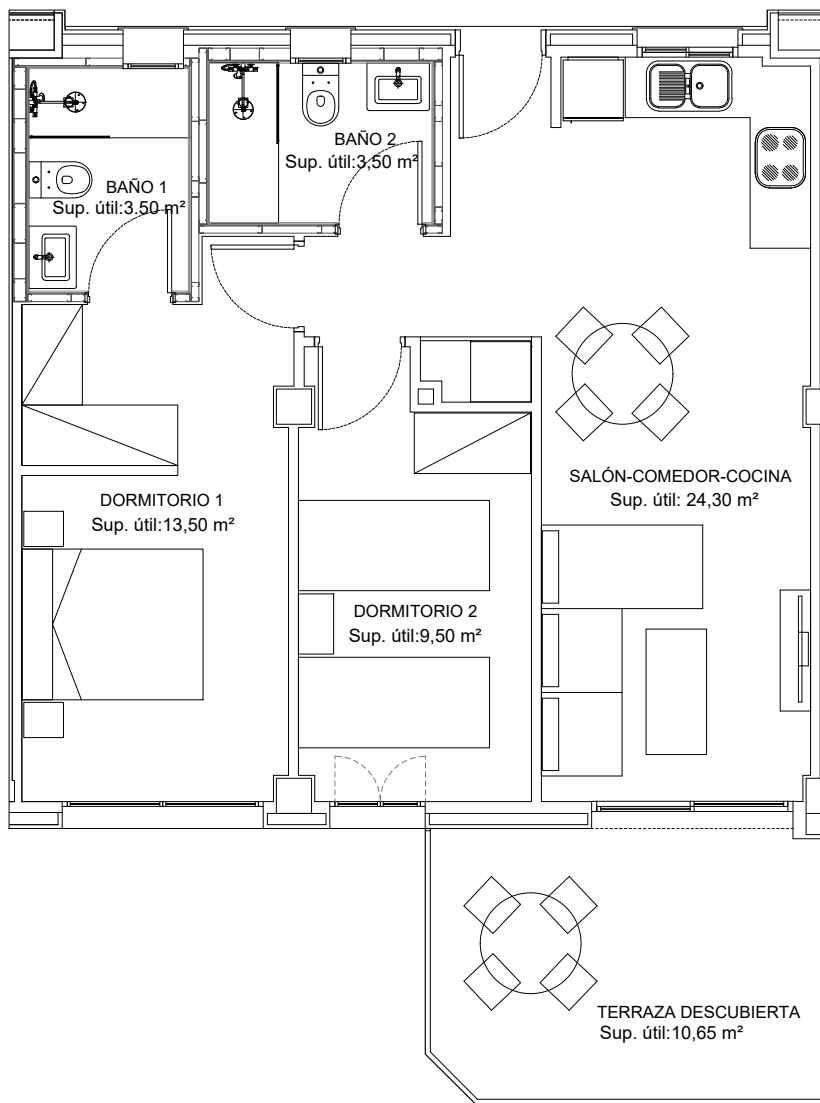 BAÑO 2
Sup. útil:3,50 m²
BAÑO 1
Sup. útil:3.50 m²
SALÓN-COMEDOR-COCINA
Sup. útil: 24,30 m²
DORMITORIO 1
Sup. útil:13,50 m²
DORMITORIO 2
Sup. útil:9,50 m²
TERRAZA DESCUBIERTA
Sup. útil:10,65 m²